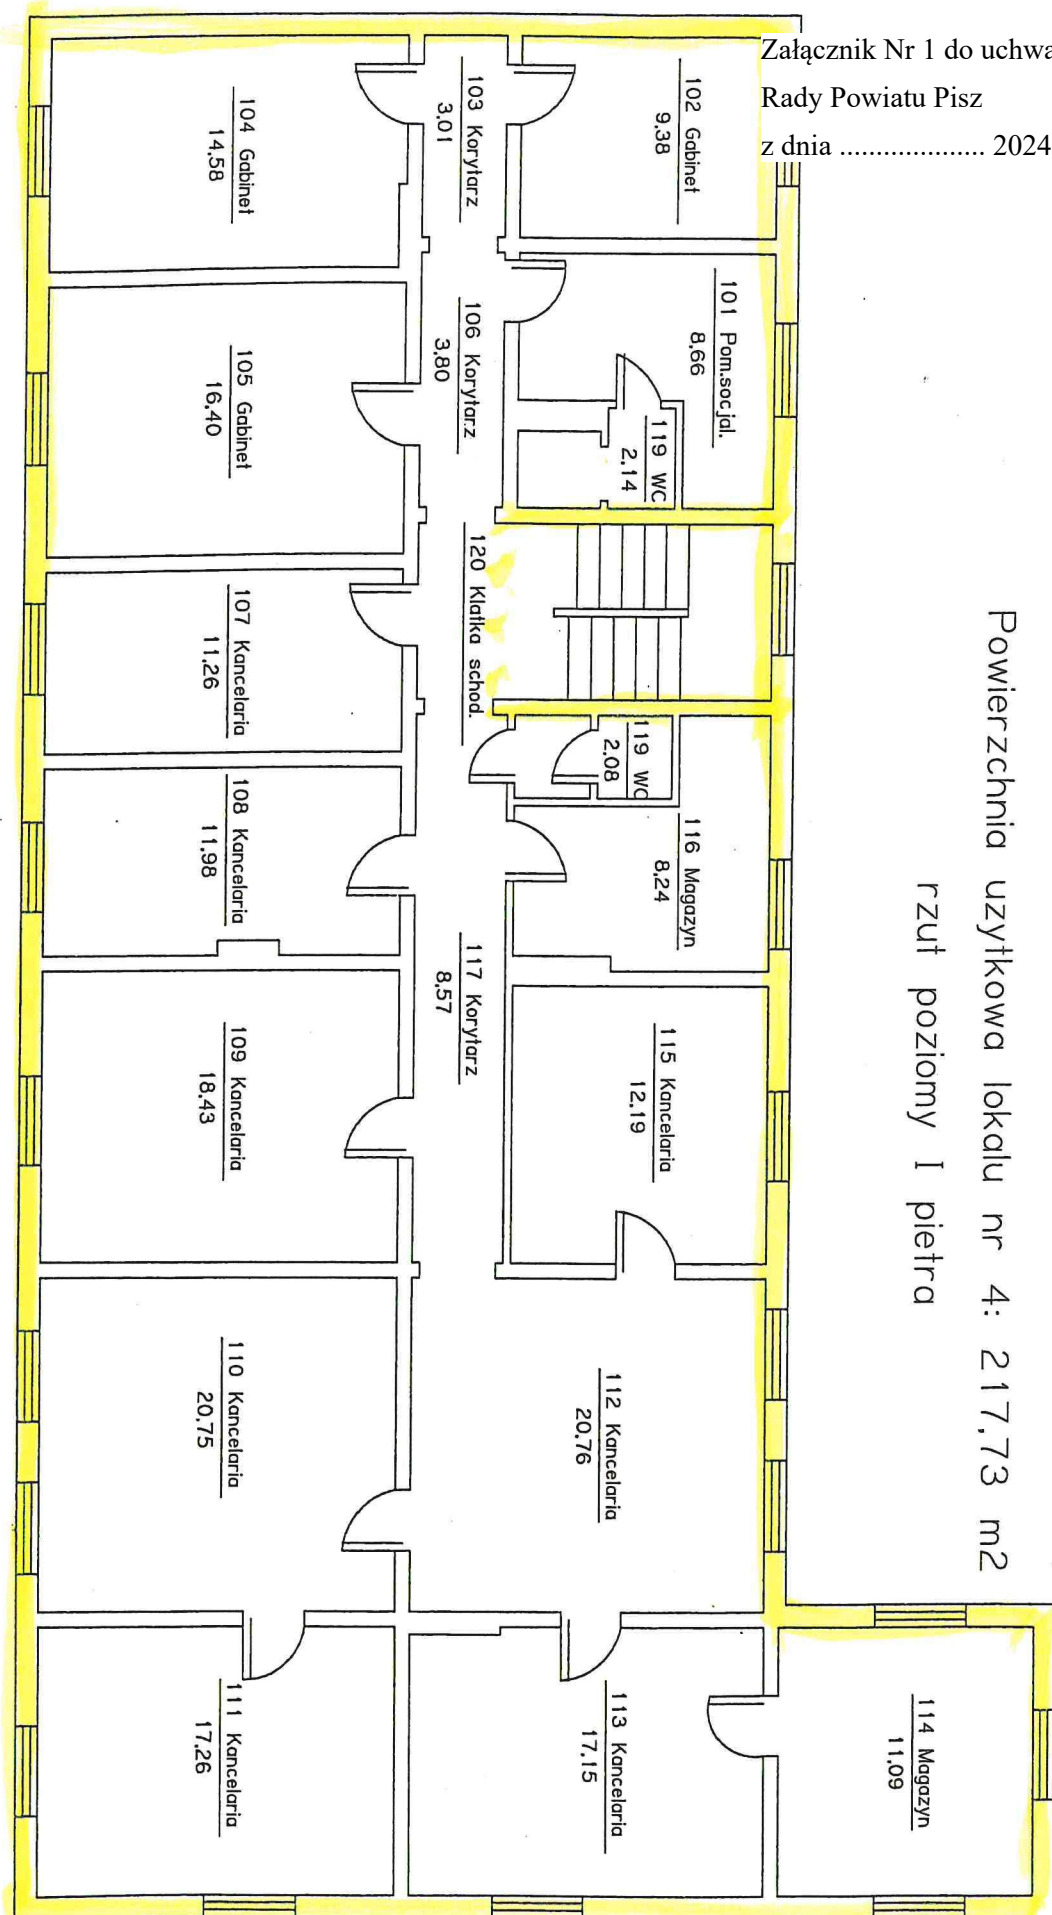 Załącznik Nr 1 do uchwa
Rady Powiatu Pisz
z dnia .................... 2024
Powierzchnia uzytkowa lokalu nr 4: 217,73 m2
rzut poziomy I pietra
102 Gabinet
9,38
103 Korytarz
3,01
104 Gabinet
14,58
101 Pom.socjal.
8,66
119 WC
2,14
106 Korytarz
3,80
105 Gabinet
16,40
120 Klatka schod.
107 Kancelaria
11,26
119 WC
2,08
116 Magazyn
8,24
108 Kancelaria
11,98
117 Korytarz
8,57
115 Kancelaria
12,19
109 Kancelaria
18,43
112 Kancelaria
20,76
110 Kancelaria
20,75
114 Magazyn
11,09
113 Kancelaria
17,15
111 Kancelaria
17,26